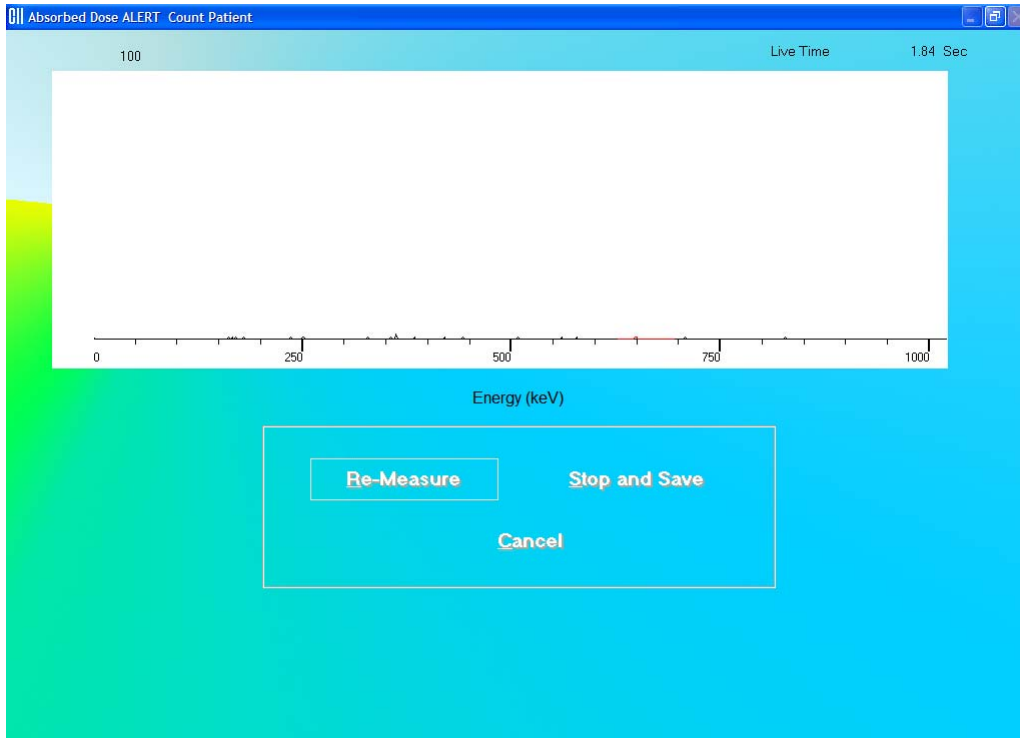 Absorbed Dose ALERT Count Patient
100
Live Time 1.84 Sec
0 250 500 750 1000
Energy (keV)
Re-Measure Stop and Save
Cancel